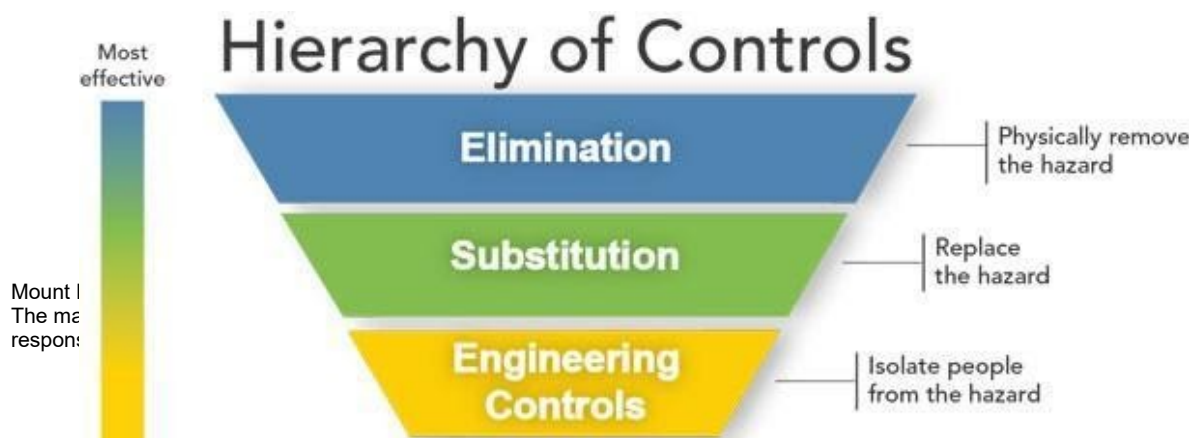 Hierarchy of Controls
Most
effective
Elimination
Physically remove
the hazard
Substitution
Replace
the hazard
Mount
The
Engineering
Controls
Isolate people
from the hazard